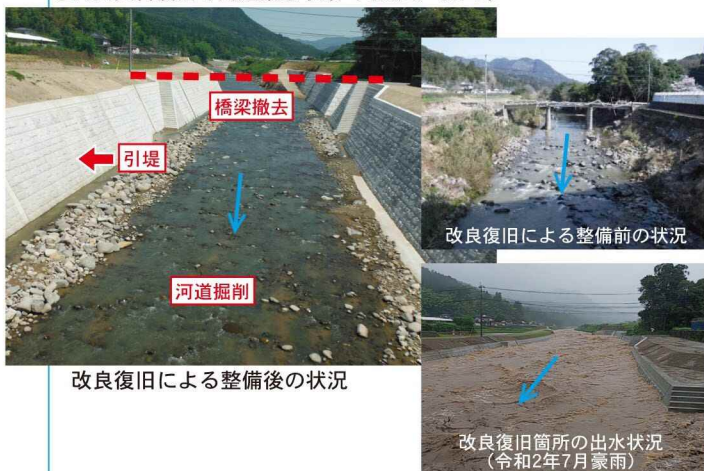 橋梁撤去
引堤
河道掘削
改良復旧による整備後の状況
改良復旧による整備前の状況
改良復旧箇所の出水状況
（令和2年7月豪雨）